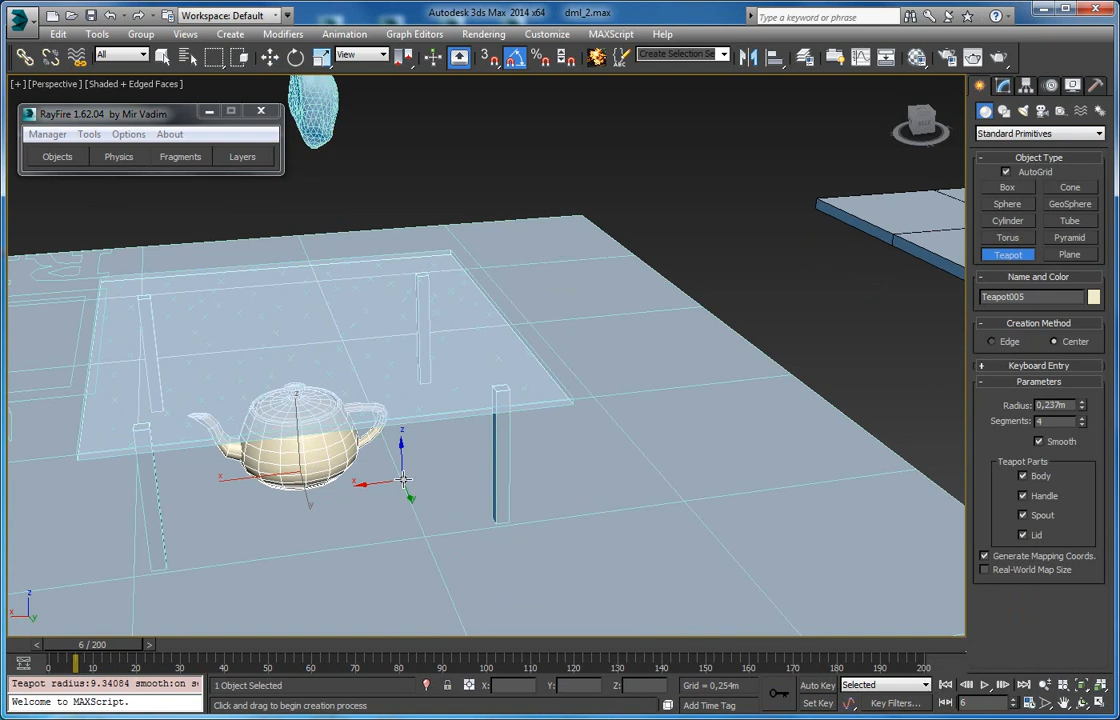 Workspace: Default
Autodesk 3ds Max 2014 x64 dml_2.max
Type a keyword or phrase
Edit Tools Group Views Create Modifiers Animation Graph Editors Rendering Customize MAXScript Help
All
View
3
Create Selection Se
[+] [Perspective] [Shaded + Edged Faces]
RayFire 1.62.04 by Mir Vadim
Manager Tools Options About
Objects Physics Fragments Layers
Standard Primitives
Object Type
AutoGrid
Box Cone
Sphere GeoSphere
Cylinder Tube
Torus Pyramid
Teapot Plane
Name and Color
Teapot005
Creation Method
Edge Center
Keyboard Entry
Parameters
Radius: 0,237m
Segments: 4
Smooth
Teapot Parts
Body
Handle
Spout
Lid
Generate Mapping Coords.
Real-World Map Size
z
x
y
x
y
z
z
x
y
< 6 / 200 >
0 10 20 30 40 50 60 70 80 90 100 110 120 130 140 150 160 170 180 190 200
Teapot radius:9.34084 smooth:on s
Welcome to MAXScript.
1 Object Selected
X: Y: Z: Grid = 0,254m
Click and drag to begin creation process
Add Time Tag
Auto Key Selected
Set Key Key Filters...
6